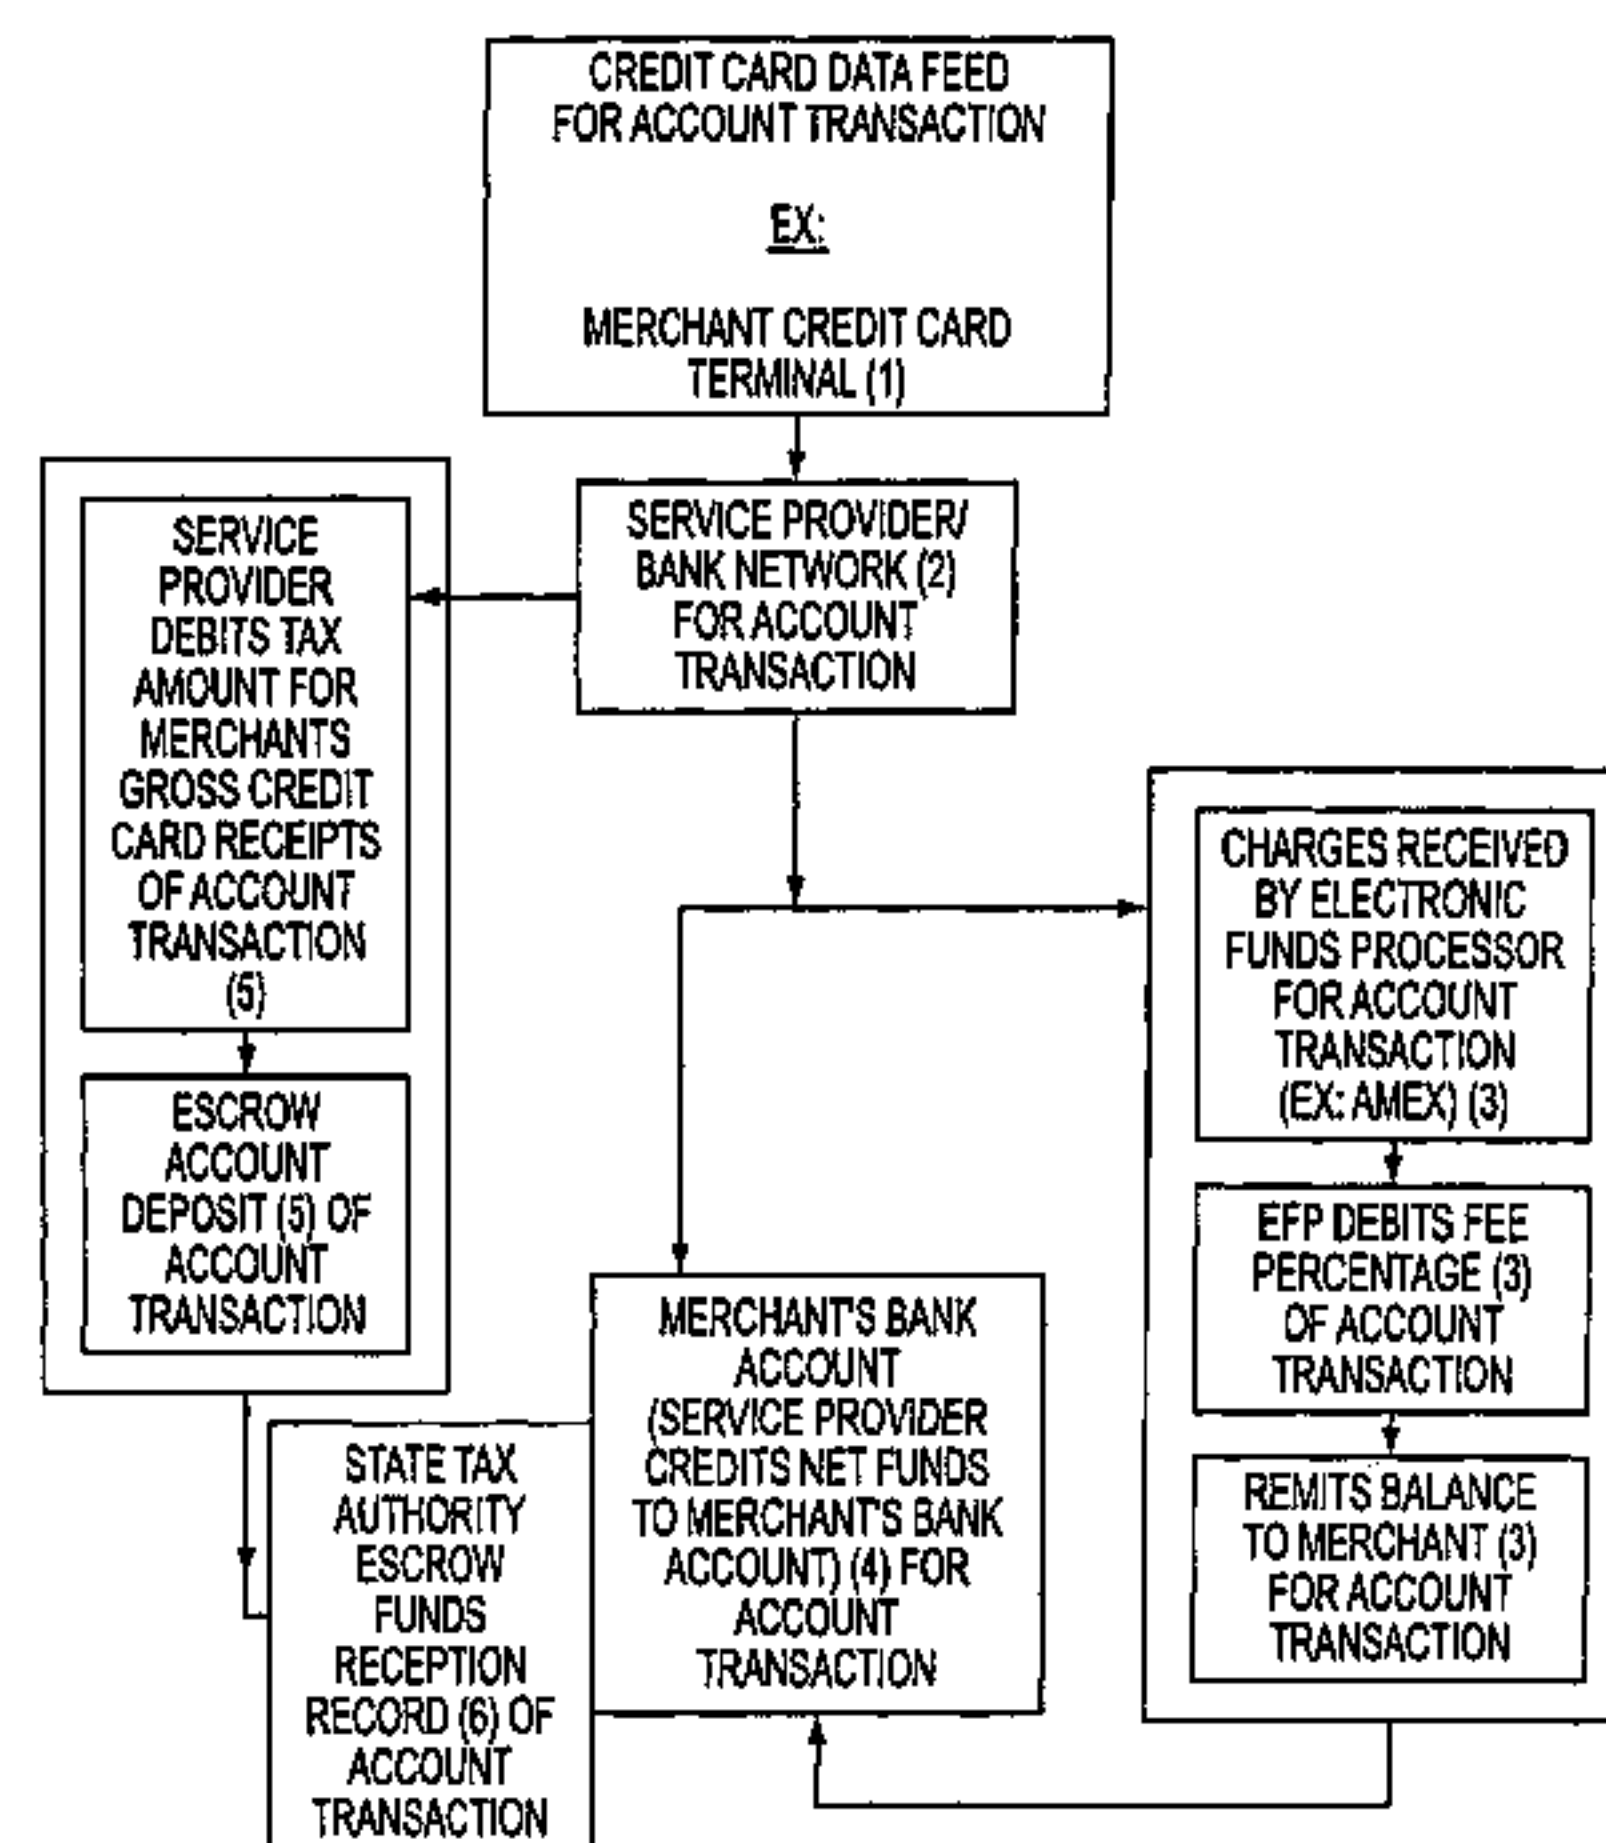 CREDIT CARD DATA FEED
FOR ACCOUNT TRANSACTION
EX:
MERCHANT CREDIT CARD
TERMINAL (1)
SERVICE PROVIDER/
BANK NETWORK (2)
FOR ACCOUNT
TRANSACTION
SERVICE
PROVIDER
DEBITS TAX
AMOUNT FOR
MERCHANTS
GROSS CREDIT
CARD RECEIPTS
OF ACCOUNT
TRANSACTION
(5)
ESCROW
ACCOUNT
DEPOSIT (5) OF
ACCOUNT
TRANSACTION
CHARGES RECEIVED
BY ELECTRONIC
FUNDS PROCESSOR
FOR ACCOUNT
TRANSACTION
(EX: AMEX) (3)
EFP DEBITS FEE
PERCENTAGE (3)
OF ACCOUNT
TRANSACTION
REMITS BALANCE
TO MERCHANT (3)
FOR ACCOUNT
TRANSACTION
MERCHANT'S BANK
ACCOUNT
(SERVICE PROVIDER
CREDITS NET FUNDS
TO MERCHANT'S BANK
ACCOUNT) (4) FOR
ACCOUNT
TRANSACTION
STATE TAX
AUTHORITY
ESCROW
FUNDS
RECEPTION
RECORD (6) OF
ACCOUNT
TRANSACTION